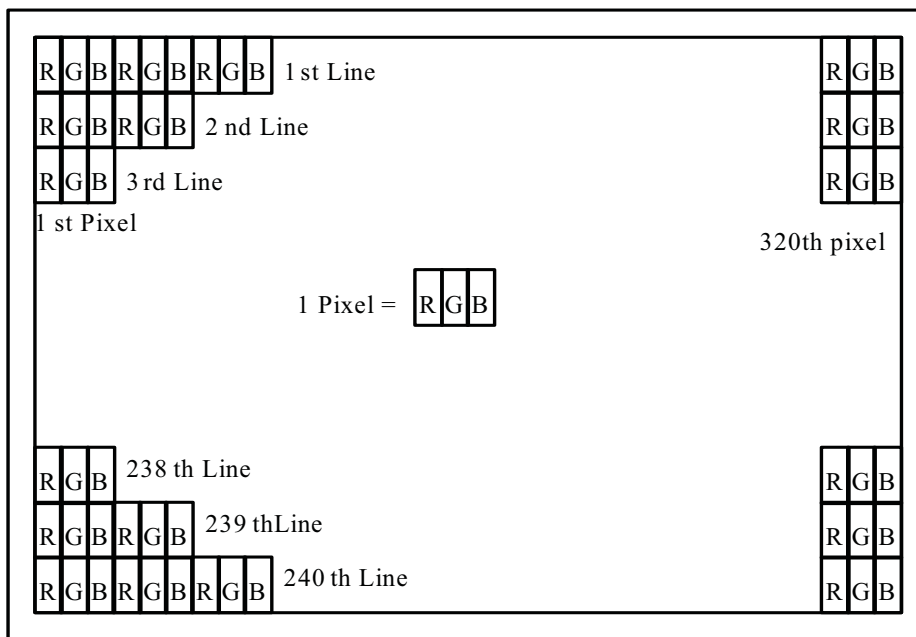 R G B R G B R G B 1 st Line R G B
R G B R G B 2 nd Line R G B
R G B 3 rd Line R G B
1 st Pixel
320th pixel
1 Pixel = R G B
R G B 238 th Line R G B
R G B R G B 239 thLine R G B
R G B R G B R G B 240 th Line R G B